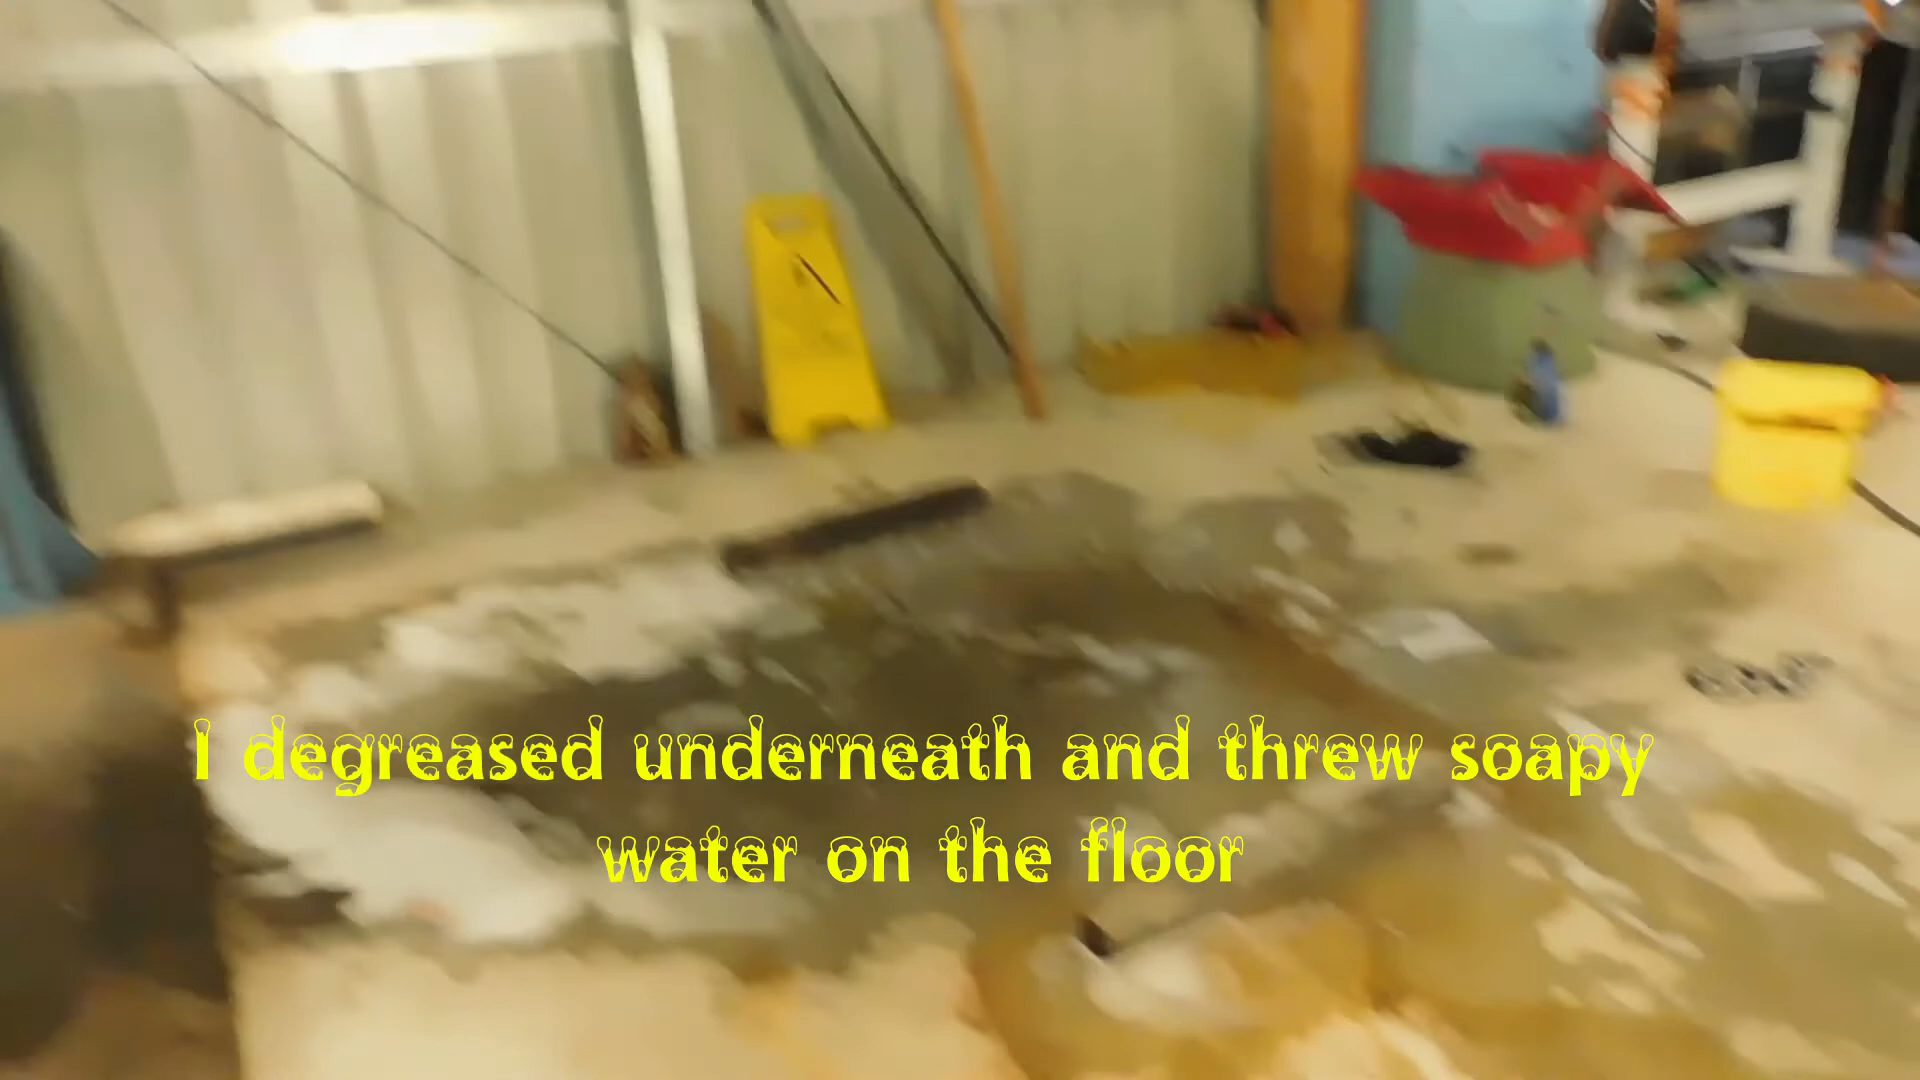 I degreased underneath and threw soapy
water on the floor